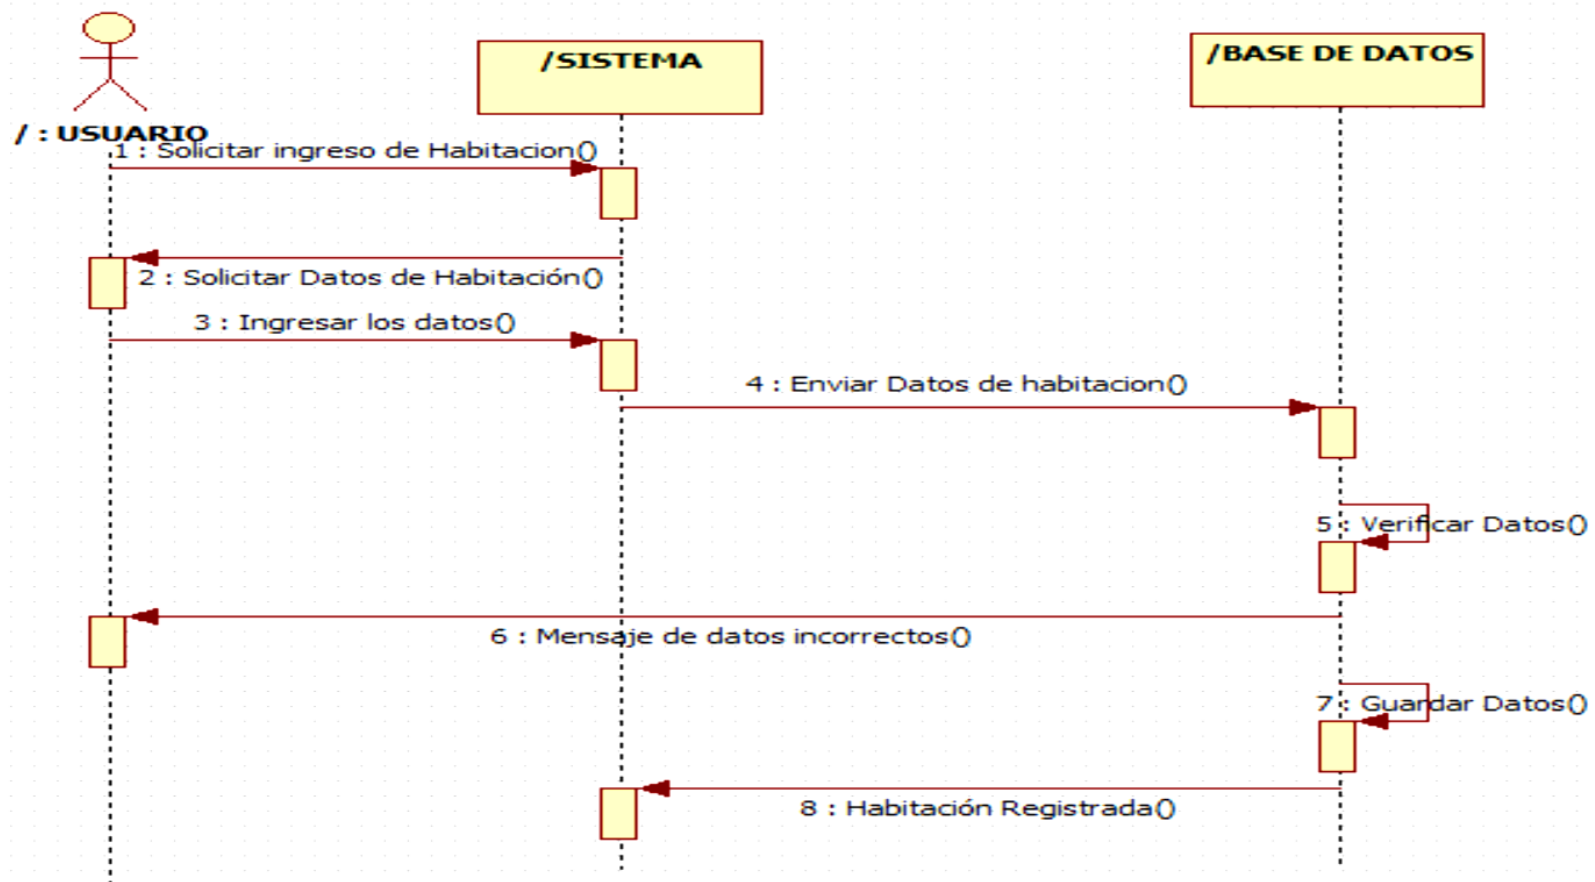 /SISTEMA
/BASE DE DATOS
/ : USUARIO
1 : Solicitar ingreso de Habitacion()
2 : Solicitar Datos de Habitación()
3 : Ingresar los datos()
4 : Enviar Datos de habitacion()
5 : Verificar Datos()
6 : Mensaje de datos incorrectos()
7 : Guardar Datos()
8 : Habitación Registrada()